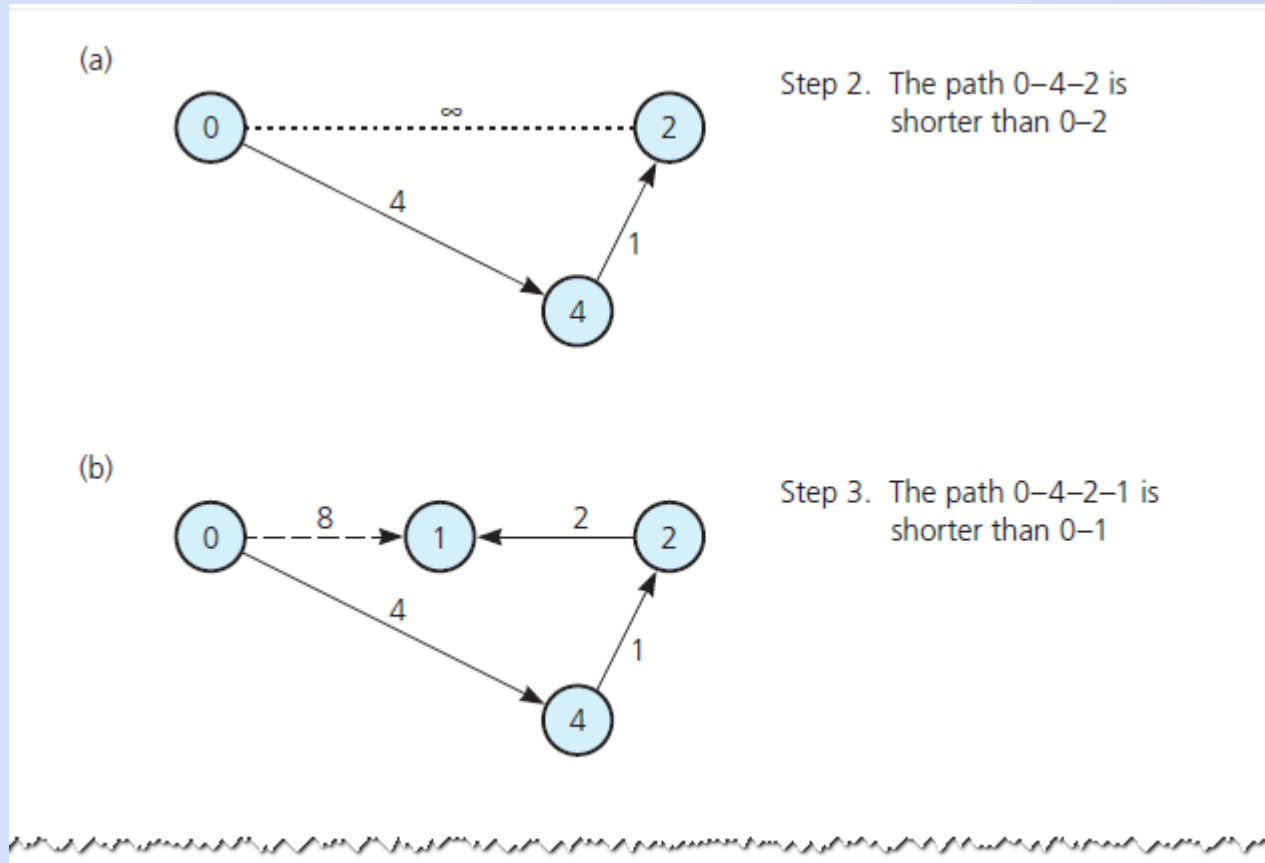 (a)
0
∞
2
4
1
4
Step 2. The path 0–4–2 is
shorter than 0–2
(b)
0
8
1
2
2
4
1
4
Step 3. The path 0–4–2–1 is
shorter than 0–1